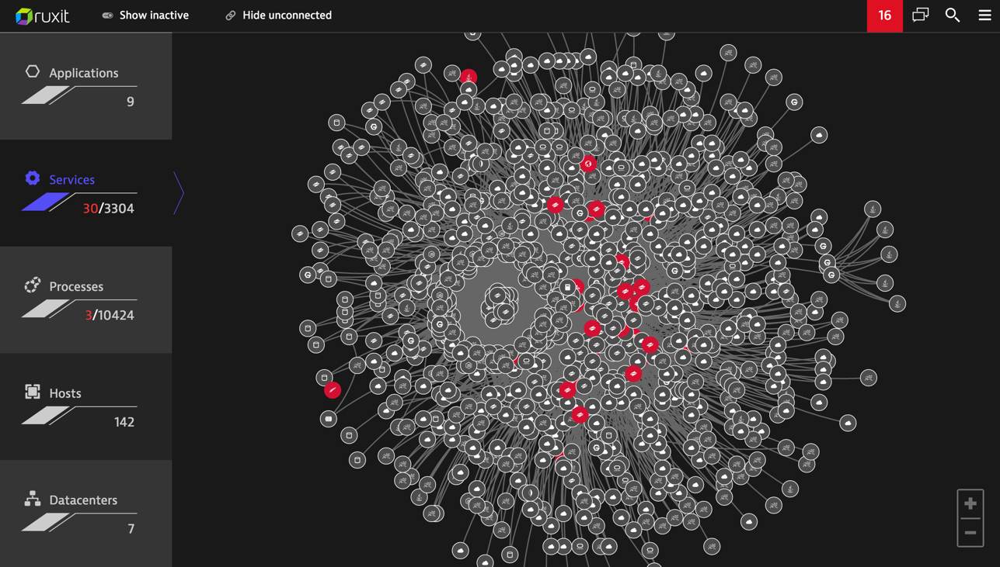 ruxit
Show inactive
Hide unconnected
16
Applications
9
Services
30/3304
Processes
3/10424
Hosts
142
Datacenters
7